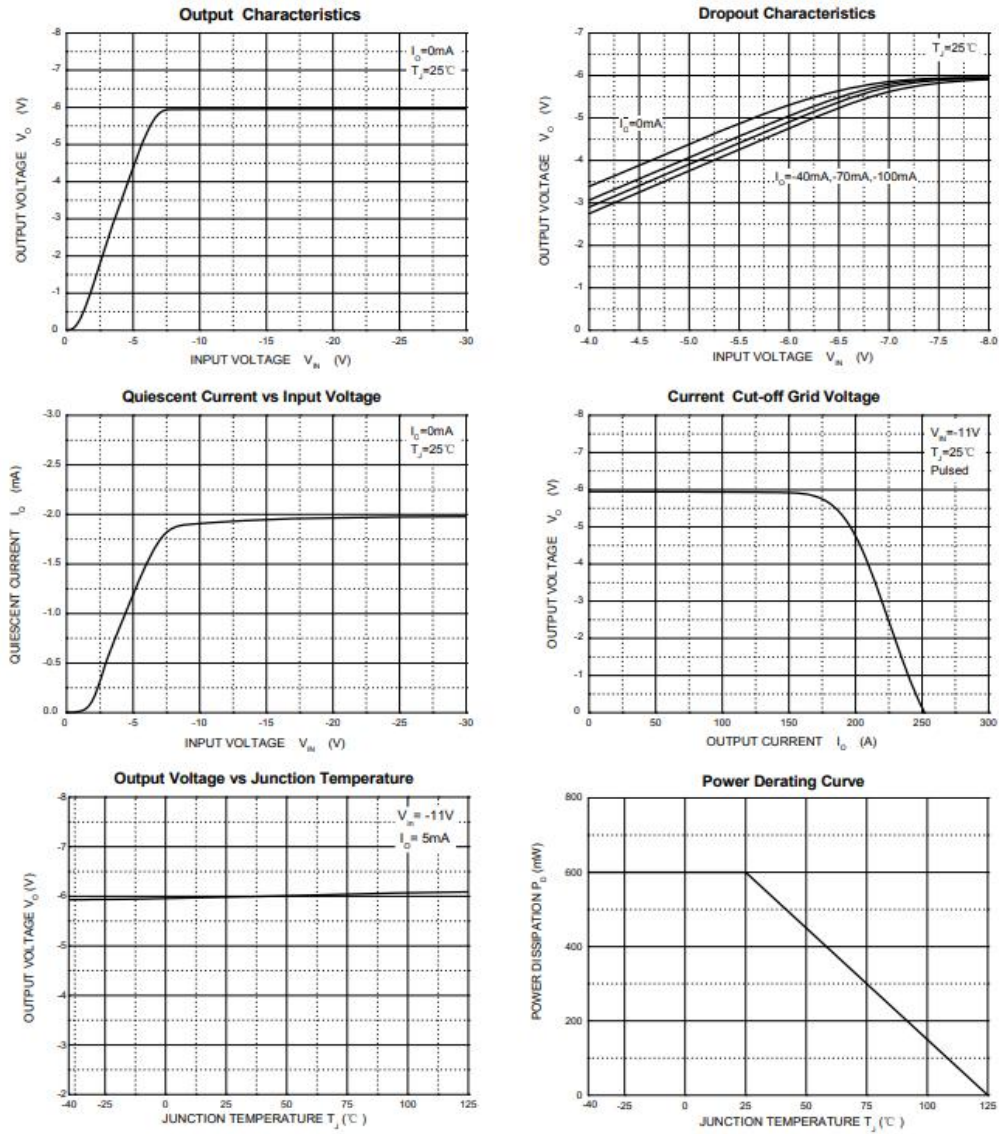 Output Characteristics
-8
-7
-6
-5
-4
-3
-2
-1
0
0 -5 -10 -15 -20 -25 -30
OUTPUT VOLTAGE V_O (V)
INPUT VOLTAGE V_IN (V)
I_O=0mA
T_J=25℃
Dropout Characteristics
-7
-6
-5
-4
-3
-2
-1
0
-4.0 -4.5 -5.0 -5.5 -6.0 -6.5 -7.0 -7.5 -8.0
OUTPUT VOLTAGE V_O (V)
INPUT VOLTAGE V_IN (V)
T_J=25℃
I_O=0mA
I_O=-40mA,-70mA,-100mA
Quiescent Current vs Input Voltage
-3.0
-2.5
-2.0
-1.5
-1.0
-0.5
0.0
0 -5 -10 -15 -20 -25 -30
QUIESCENT CURRENT I_Q (mA)
INPUT VOLTAGE V_IN (V)
I_O=0mA
T_J=25℃
Current Cut-off Grid Voltage
-8
-7
-6
-5
-4
-3
-2
-1
0
0 50 100 150 200 250 300
OUTPUT VOLTAGE V_O (V)
OUTPUT CURRENT I_O (A)
V_IN=-11V
T_J=25℃
Pulsed
Output Voltage vs Junction Temperature
-8
-7
-6
-5
-4
-3
-2
-40 -25 0 25 50 75 100 125
OUTPUT VOLTAGE V_O (V)
JUNCTION TEMPERATURE T_J (℃ )
V_in= -11V
I_O= 5mA
Power Derating Curve
800
600
400
200
0
-40 -25 0 25 50 75 100 125
POWER DISSIPATION P_D (mW)
JUNCTION TEMPERATURE T_J (℃ )